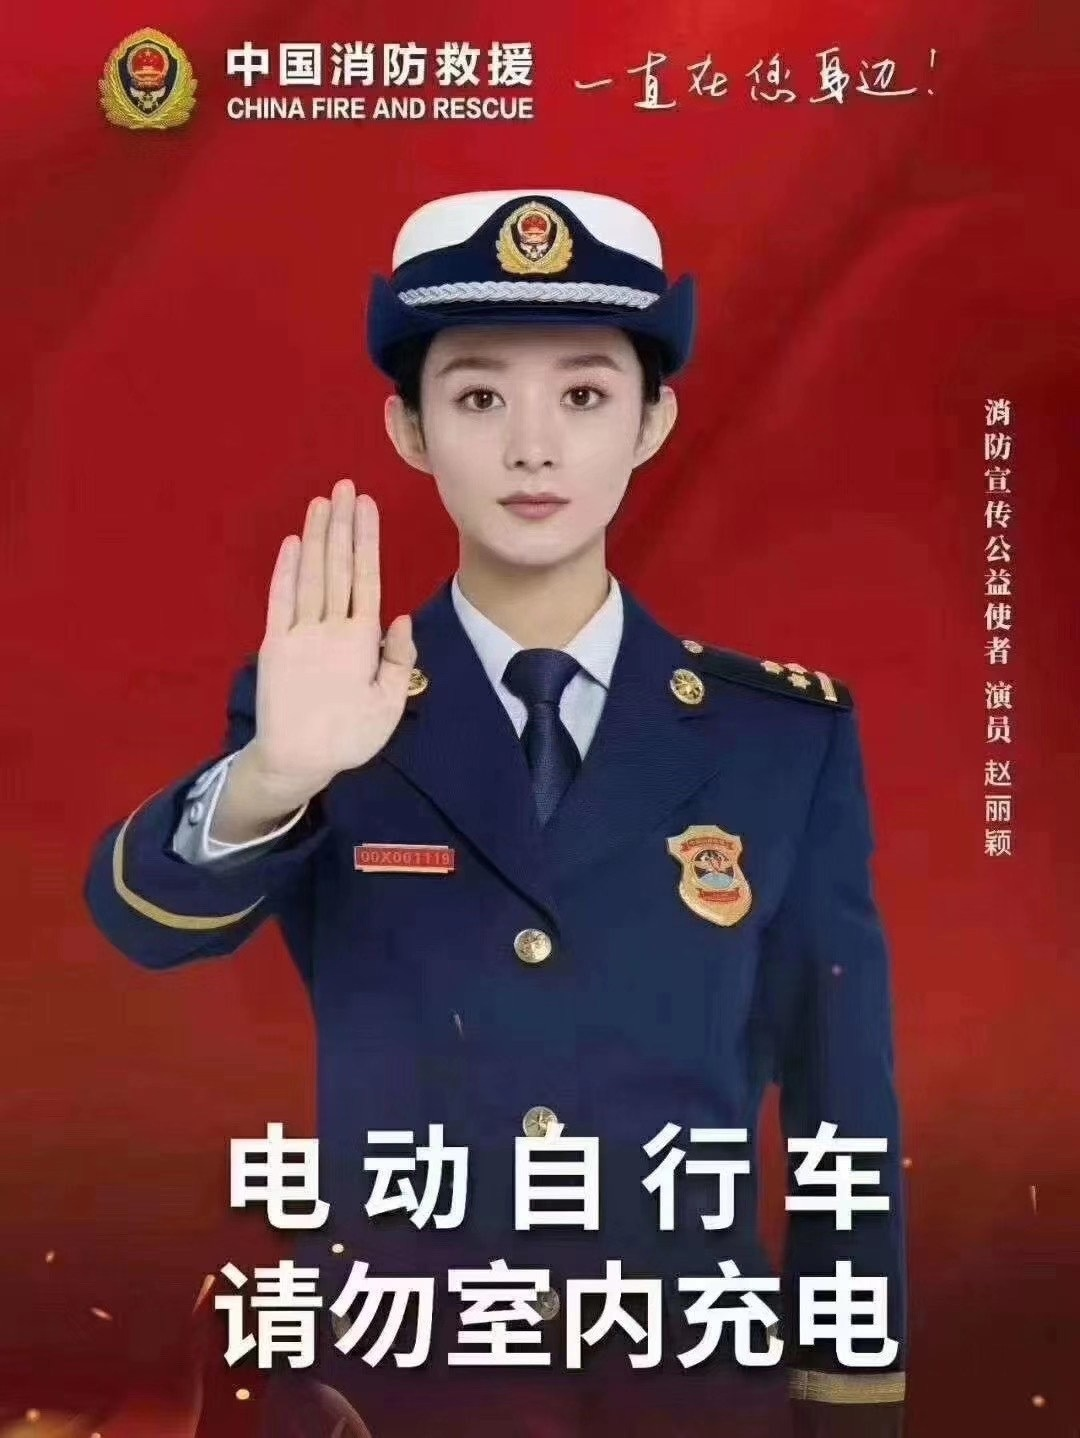 中国消防救援
CHINA FIRE AND RESCUE
一直在您身边！
消防宣传公益使者 演员 赵丽颖
00X001119
电动自行车
请勿室内充电